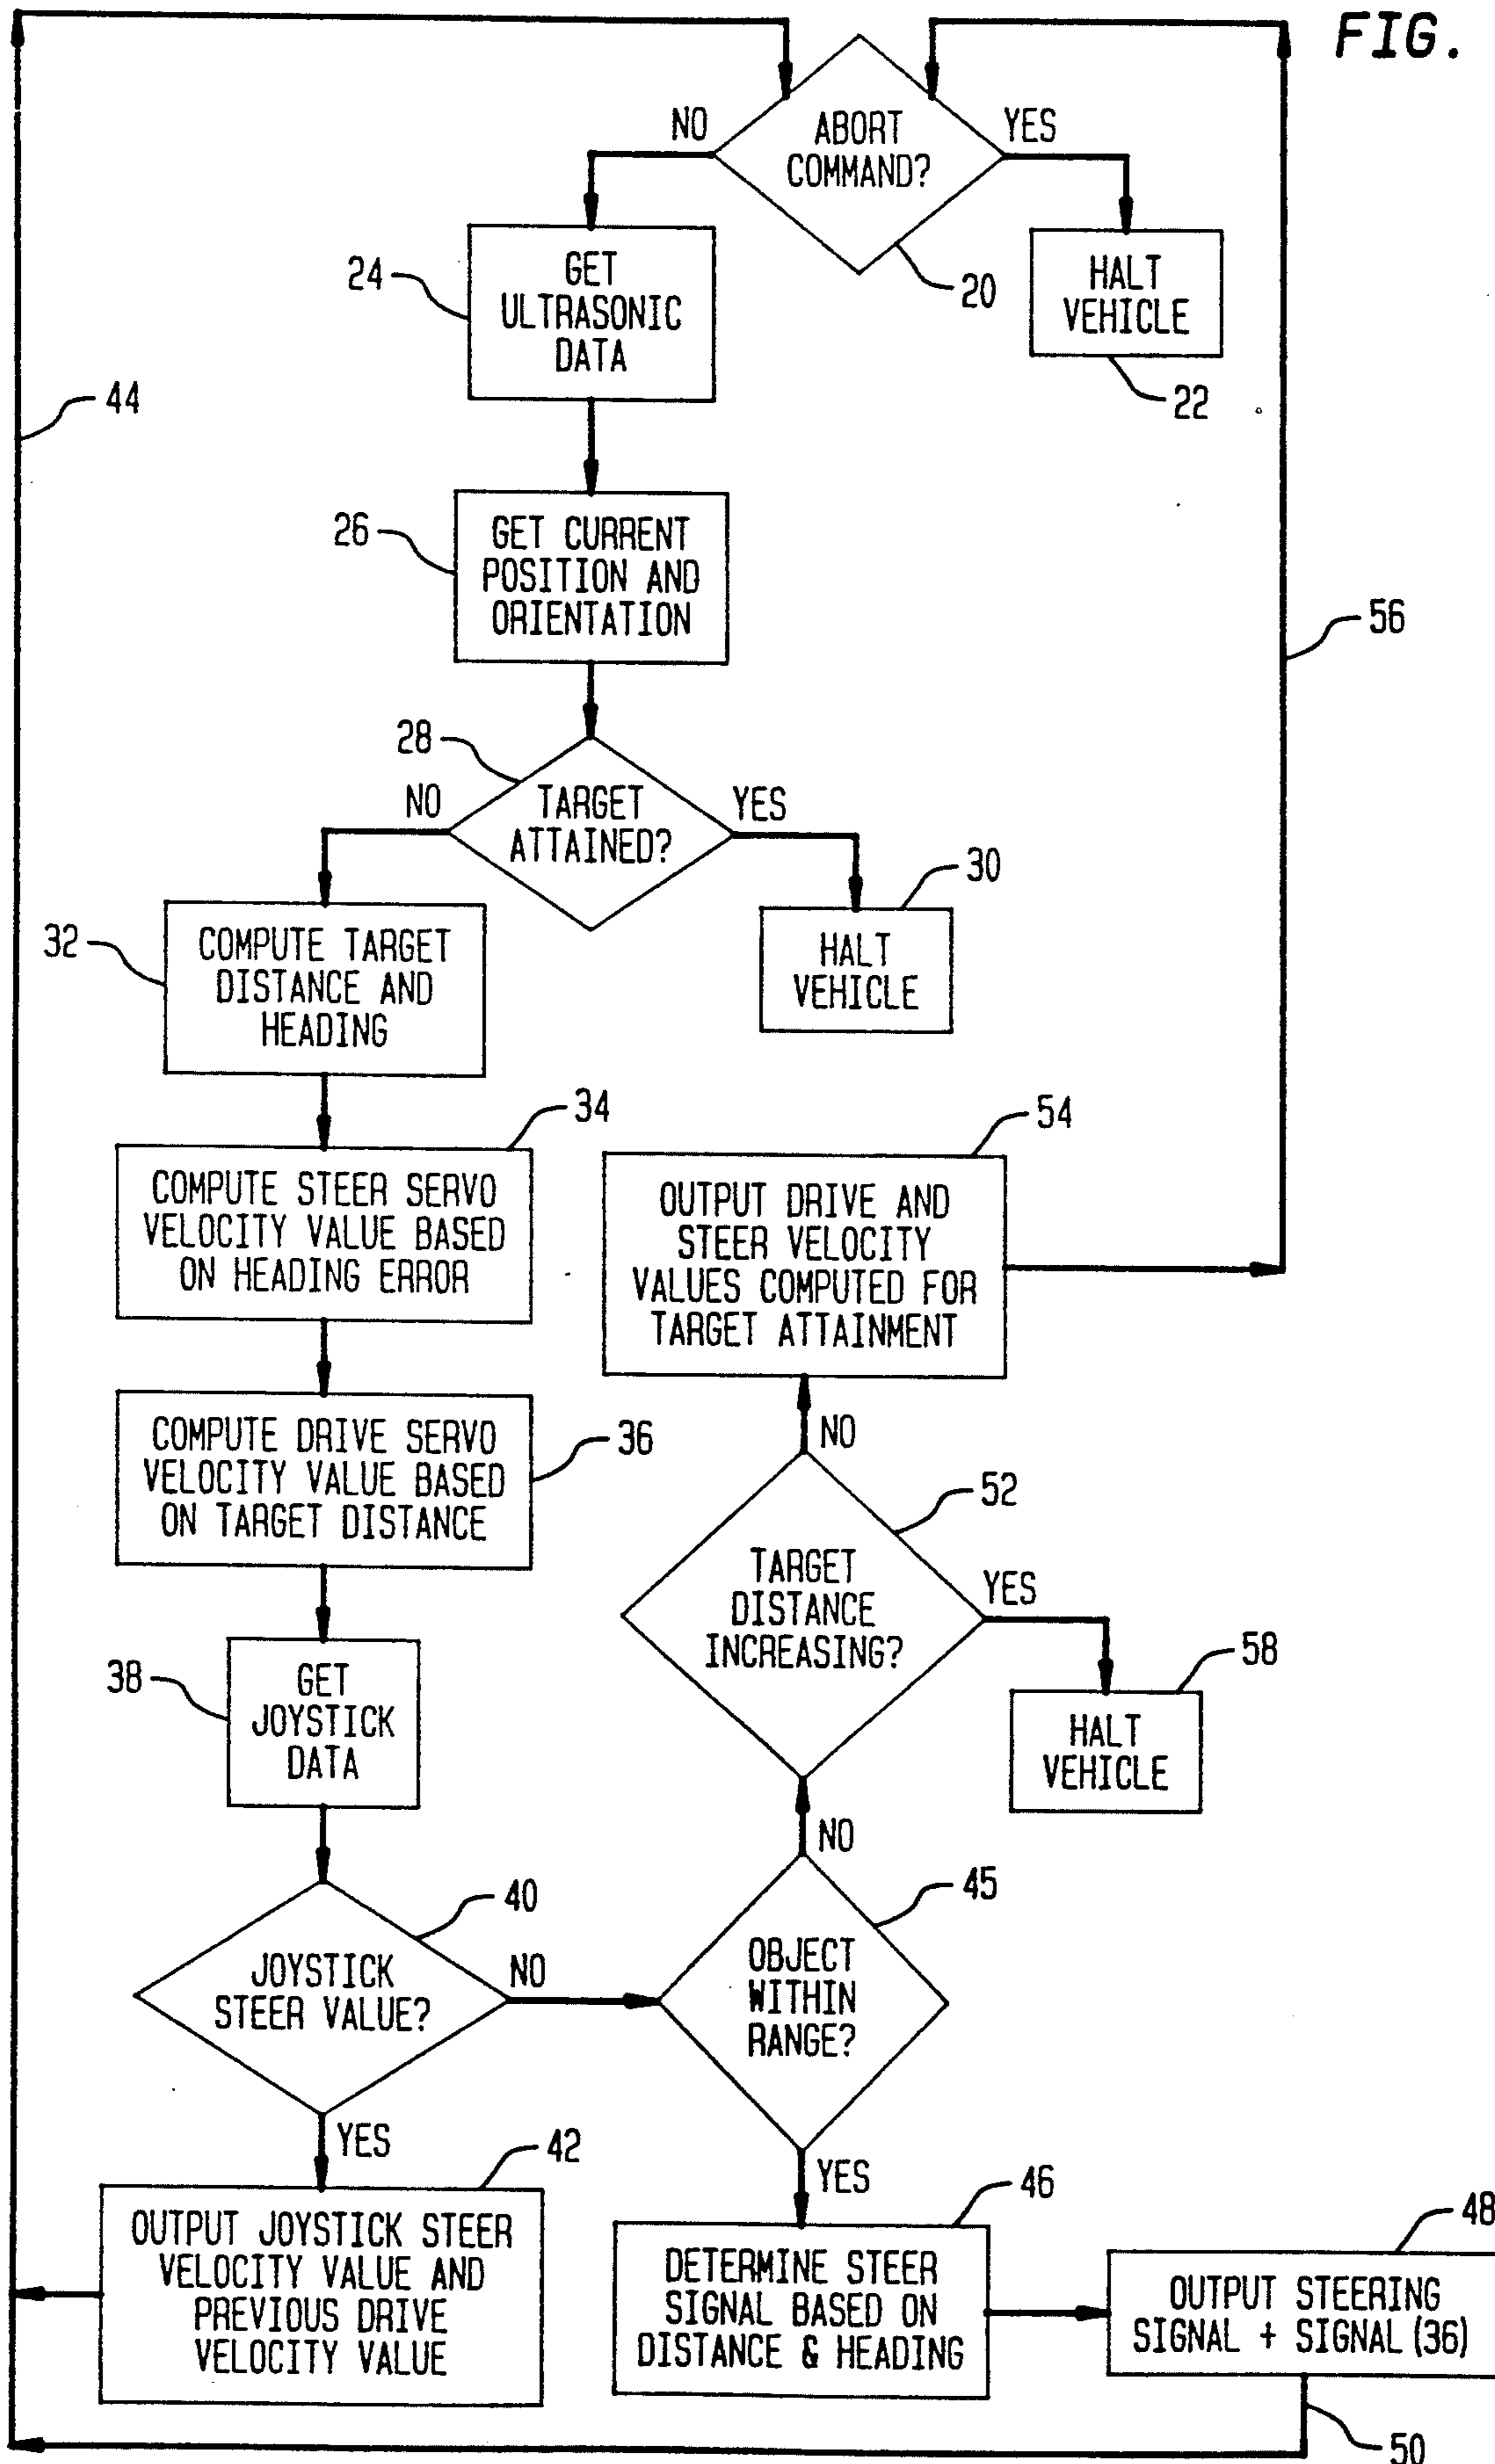 FIG.
NO
ABORT
COMMAND?
YES
20
24
GET
ULTRASONIC
DATA
HALT
VEHICLE
22
44
26
GET CURRENT
POSITION AND
ORIENTATION
56
28
NO
TARGET
ATTAINED?
YES
30
HALT
VEHICLE
32
COMPUTE TARGET
DISTANCE AND
HEADING
34
COMPUTE STEER SERVO
VELOCITY VALUE BASED
ON HEADING ERROR
54
OUTPUT DRIVE AND
STEER VELOCITY
VALUES COMPUTED FOR
TARGET ATTAINMENT
36
COMPUTE DRIVE SERVO
VELOCITY VALUE BASED
ON TARGET DISTANCE
NO
52
TARGET
DISTANCE
INCREASING?
YES
58
HALT
VEHICLE
38
GET
JOYSTICK
DATA
NO
40
JOYSTICK
STEER VALUE?
NO
45
OBJECT
WITHIN
RANGE?
YES
42
OUTPUT JOYSTICK STEER
VELOCITY VALUE AND
PREVIOUS DRIVE
VELOCITY VALUE
YES
46
DETERMINE STEER
SIGNAL BASED ON
DISTANCE & HEADING
48
OUTPUT STEERING
SIGNAL + SIGNAL (36)
50